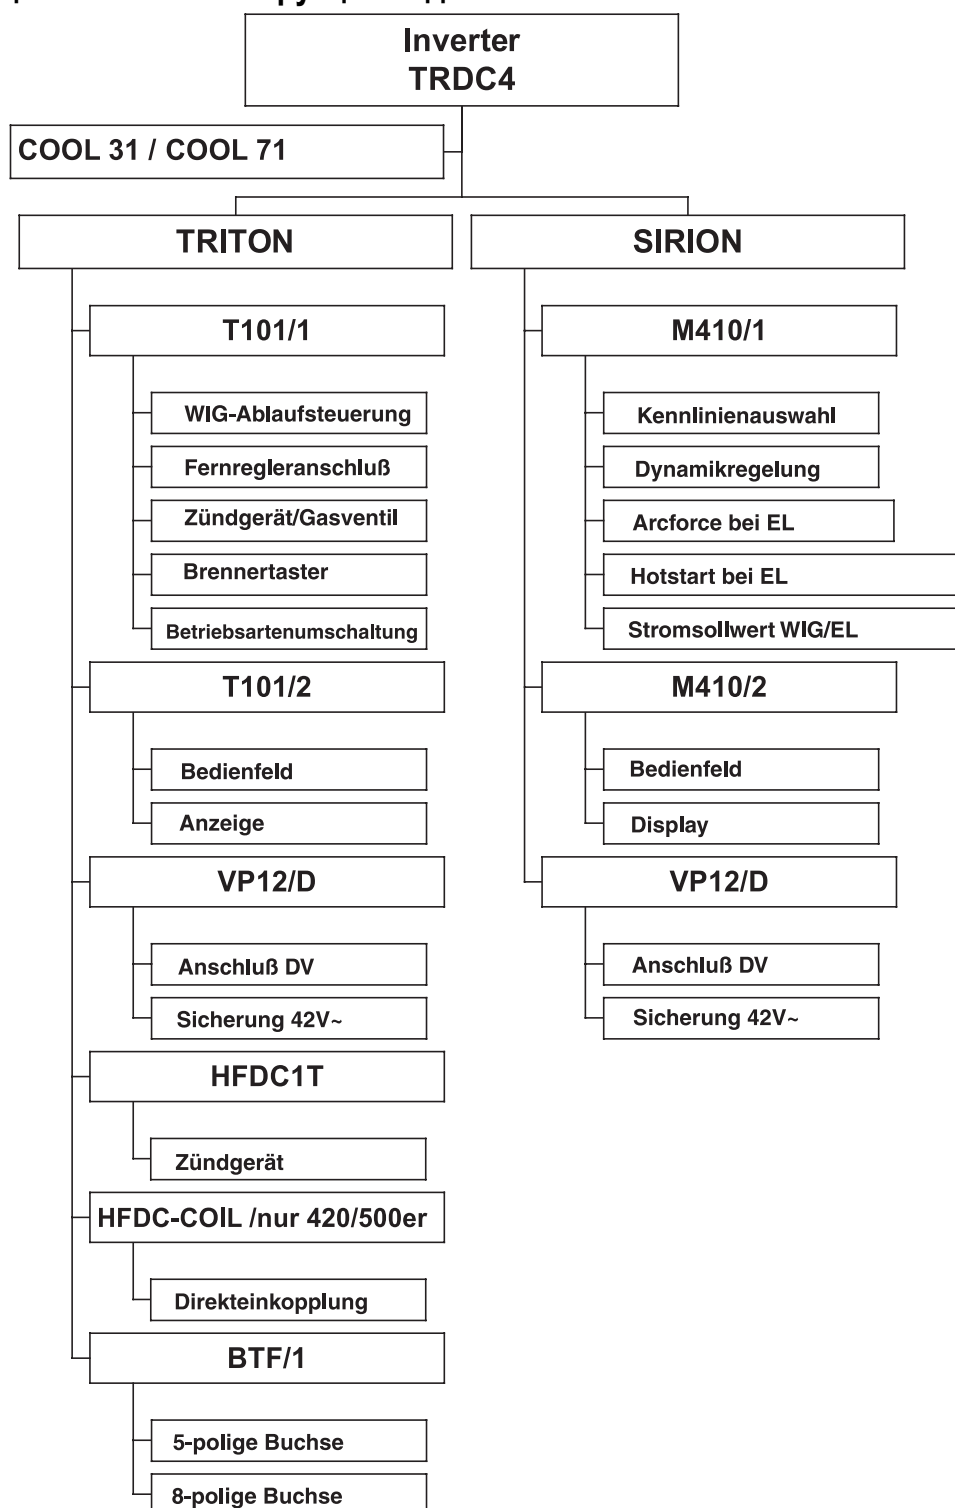 Inverter
TRDC4
COOL 31 / COOL 71
TRITON
T101/1
WIG-Ablaufsteuerung
Fernregleranschluß
Zündgerät/Gasventil
Brennertaster
Betriebsartenumschaltung
T101/2
Bedienfeld
Anzeige
VP12/D
Anschluß DV
Sicherung 42V~
HFDC1T
Zündgerät
HFDC-COIL /nur 420/500er
Direkteinkopplung
BTF/1
5-polige Buchse
8-polige Buchse
SIRION
M410/1
Kennlinienauswahl
Dynamikregelung
Arcforce bei EL
Hotstart bei EL
Stromsollwert WIG/EL
M410/2
Bedienfeld
Display
VP12/D
Anschluß DV
Sicherung 42V~